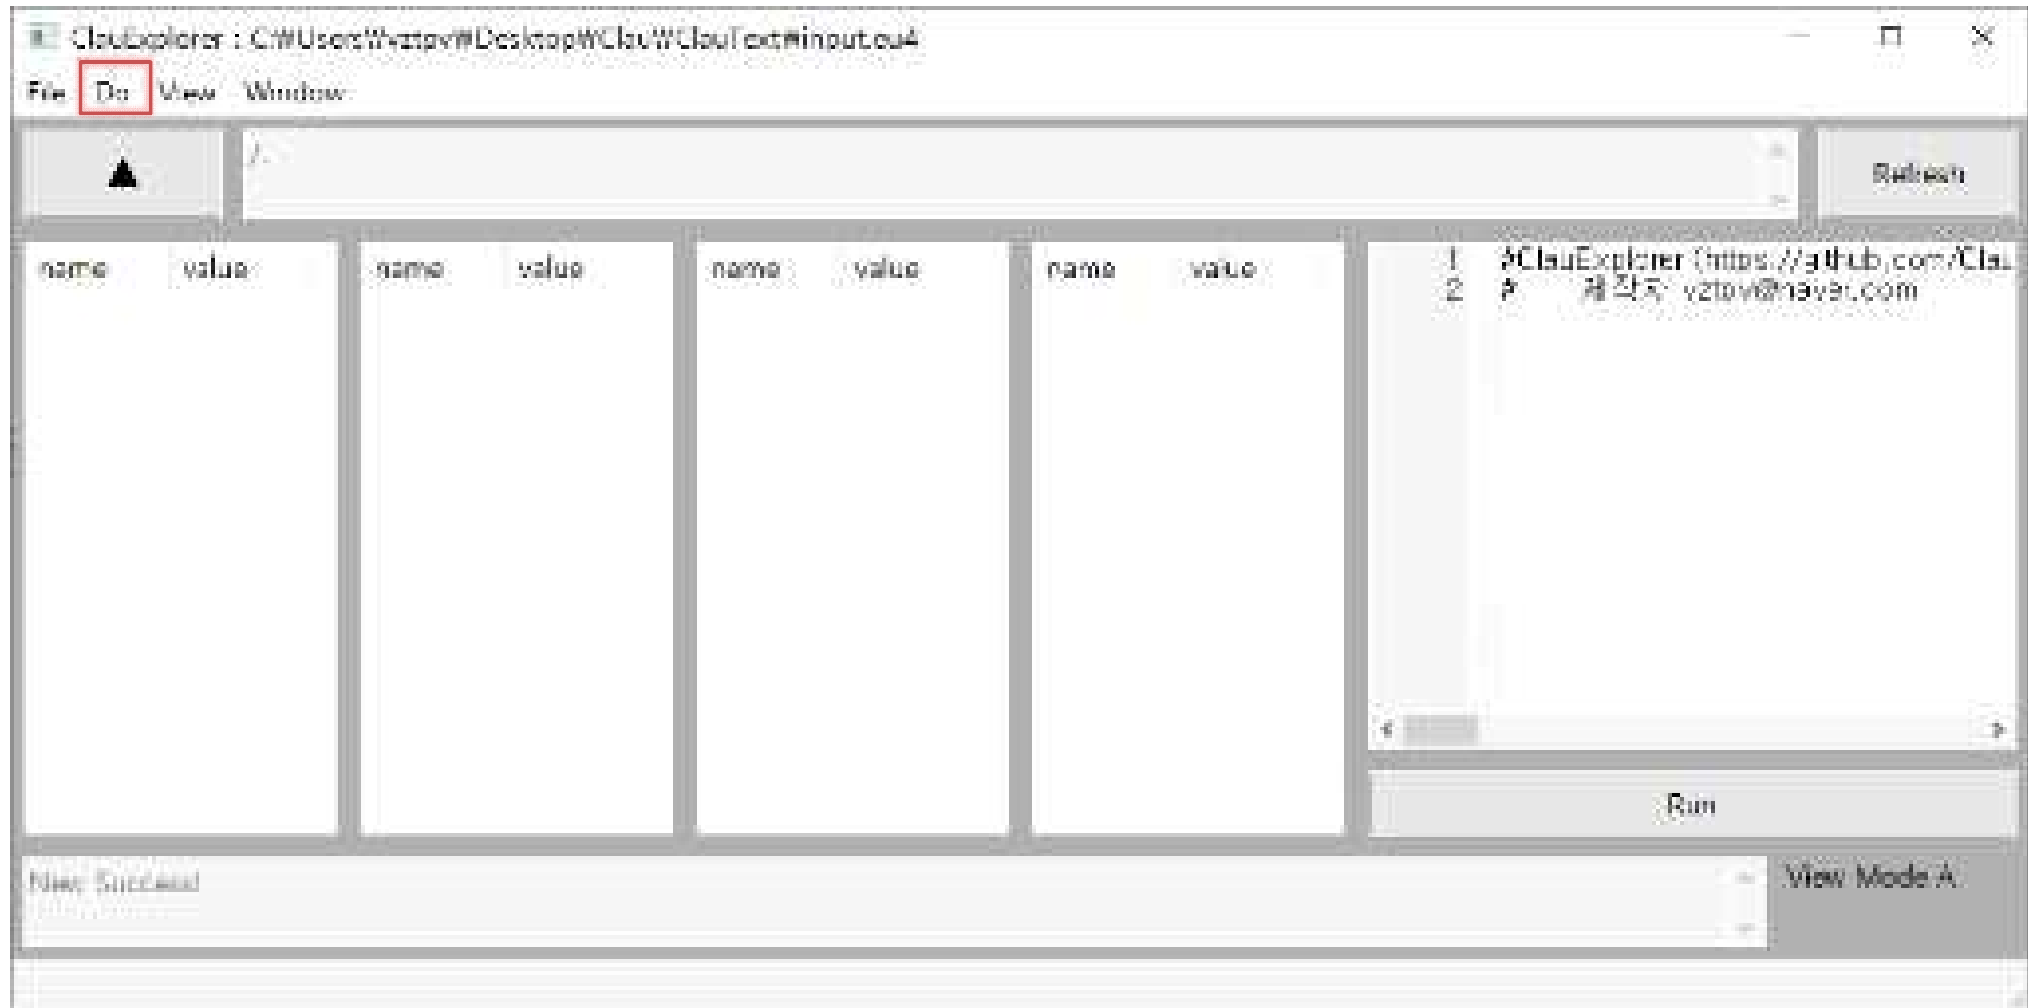 ClauExplorer : C:₩Users₩vztpv₩Desktop₩Clau₩ClauText₩input.eu4
File Do View Window
▲ /. Refresh
name value name value name value name value
1 #ClauExplorer (https://github.com/Clau
2 # 제작자 vztpv@naver.com
Run
New Success! View Mode A